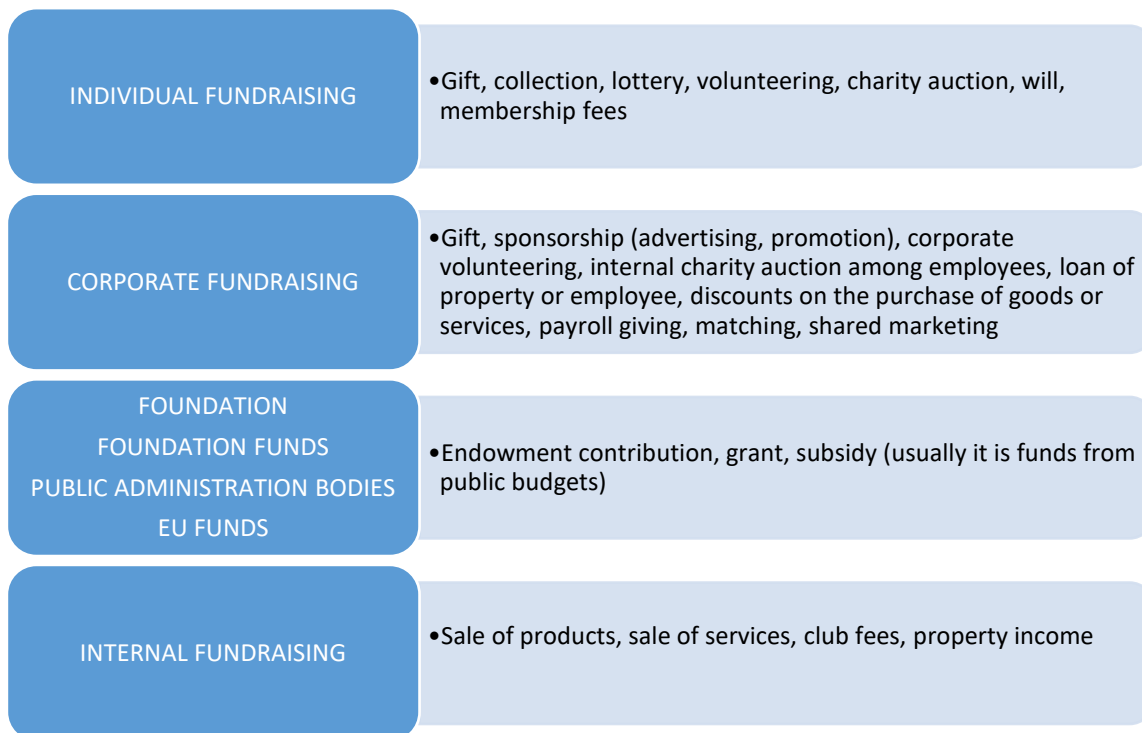 INDIVIDUAL FUNDRAISING
•Gift, collection, lottery, volunteering, charity auction, will,
membership fees
CORPORATE FUNDRAISING
•Gift, sponsorship (advertising, promotion), corporate
volunteering, internal charity auction among employees, loan of
property or employee, discounts on the purchase of goods or
services, payroll giving, matching, shared marketing
FOUNDATION
FOUNDATION FUNDS
PUBLIC ADMINISTRATION BODIES
EU FUNDS
•Endowment contribution, grant, subsidy (usually it is funds from
public budgets)
INTERNAL FUNDRAISING
•Sale of products, sale of services, club fees, property income